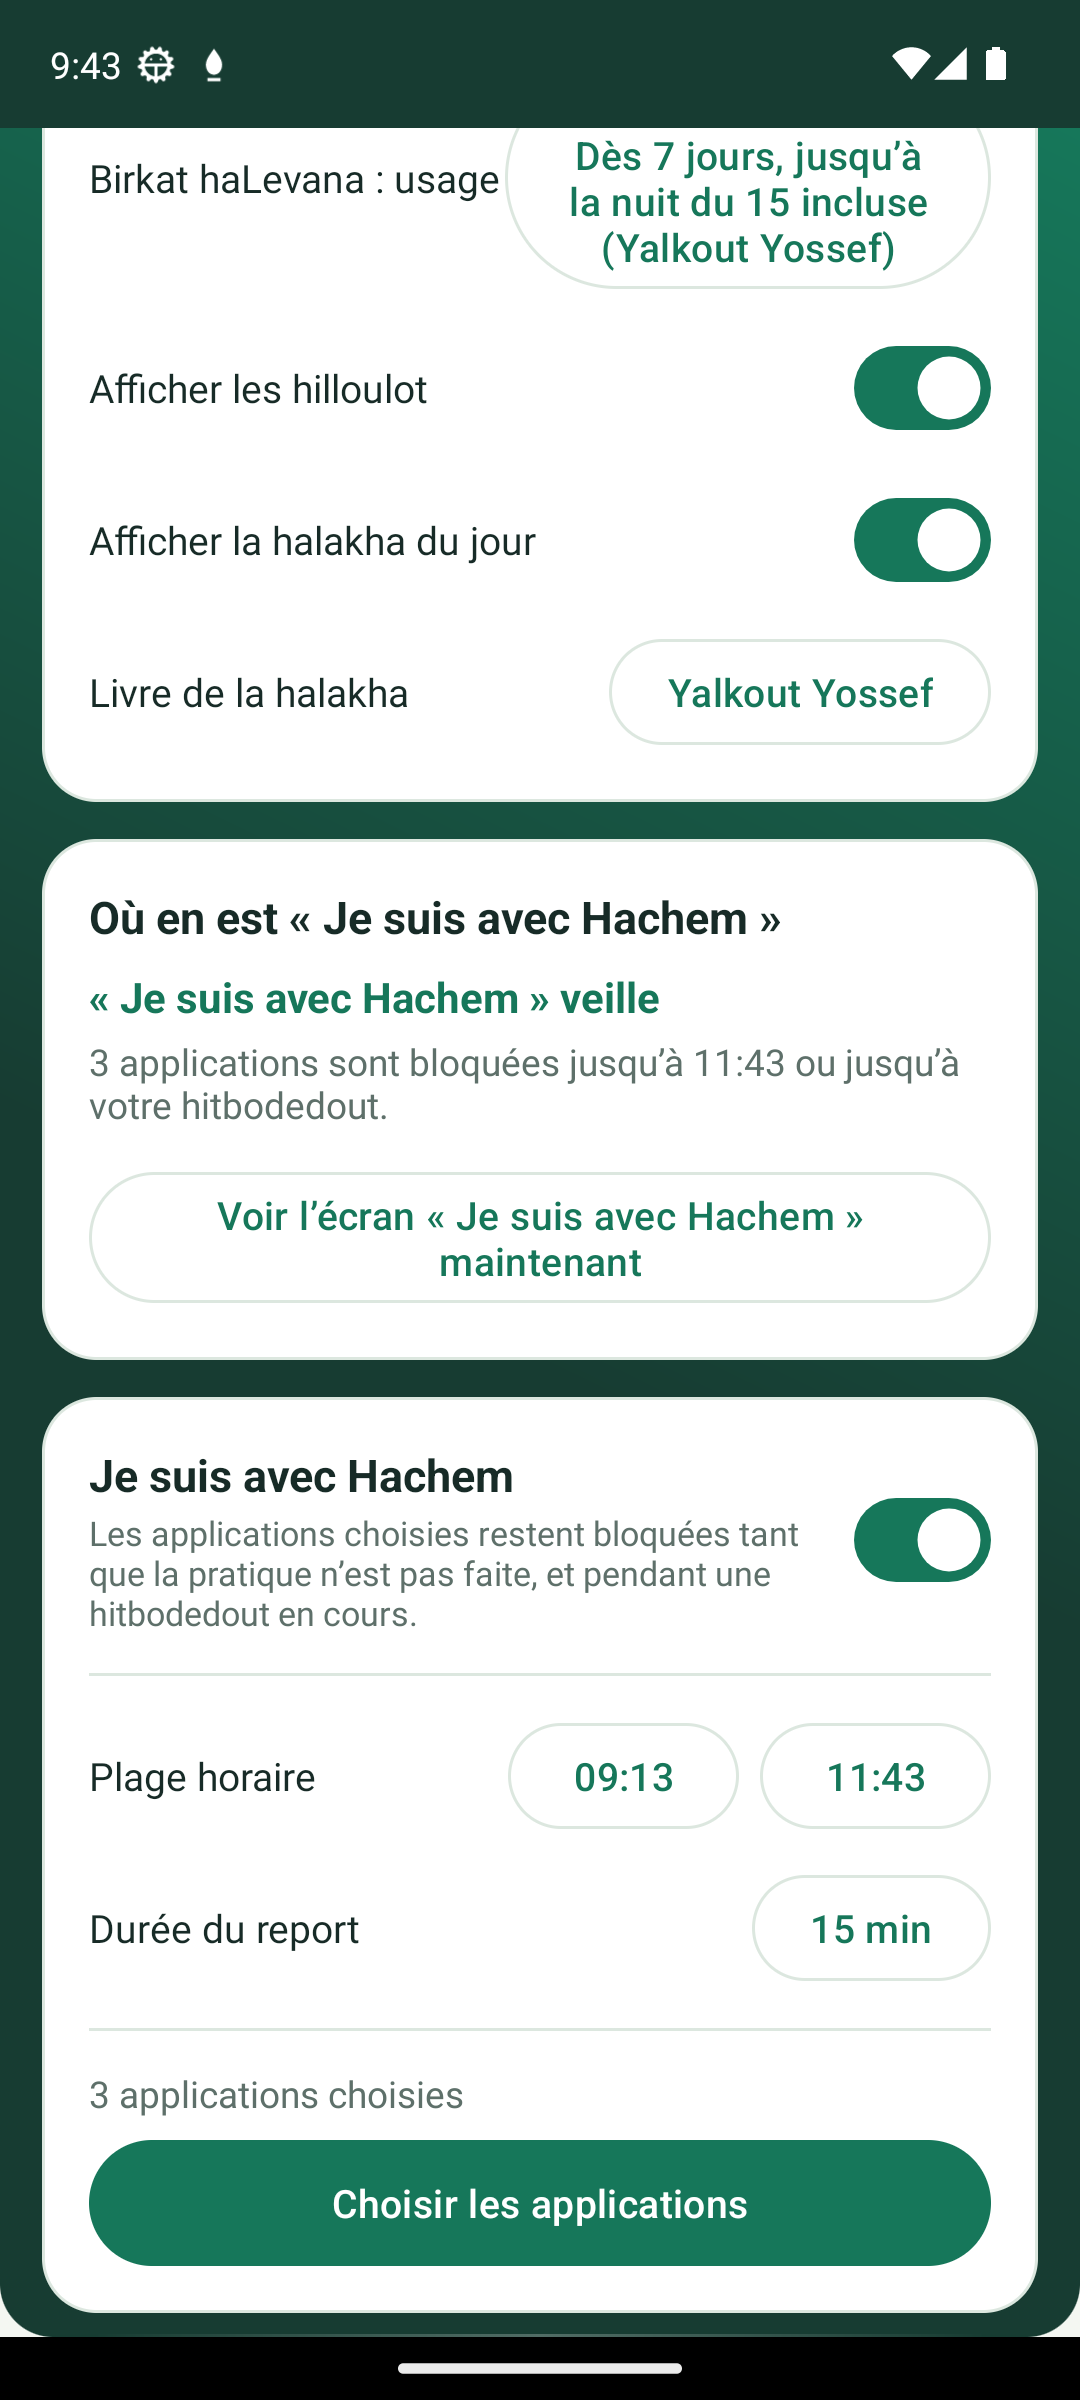 9:43
Birkat haLevana : usage
Dès 7 jours, jusqu’à
la nuit du 15 incluse
(Yalkout Yossef)
Afficher les hilloulot
Afficher la halakha du jour
Livre de la halakha
Yalkout Yossef
Où en est « Je suis avec Hachem »
« Je suis avec Hachem » veille
3 applications sont bloquées jusqu’à 11:43 ou jusqu’à
votre hitbodedout.
Voir l’écran « Je suis avec Hachem »
maintenant
Je suis avec Hachem
Les applications choisies restent bloquées tant
que la pratique n’est pas faite, et pendant une
hitbodedout en cours.
Plage horaire
09:13
11:43
Durée du report
15 min
3 applications choisies
Choisir les applications